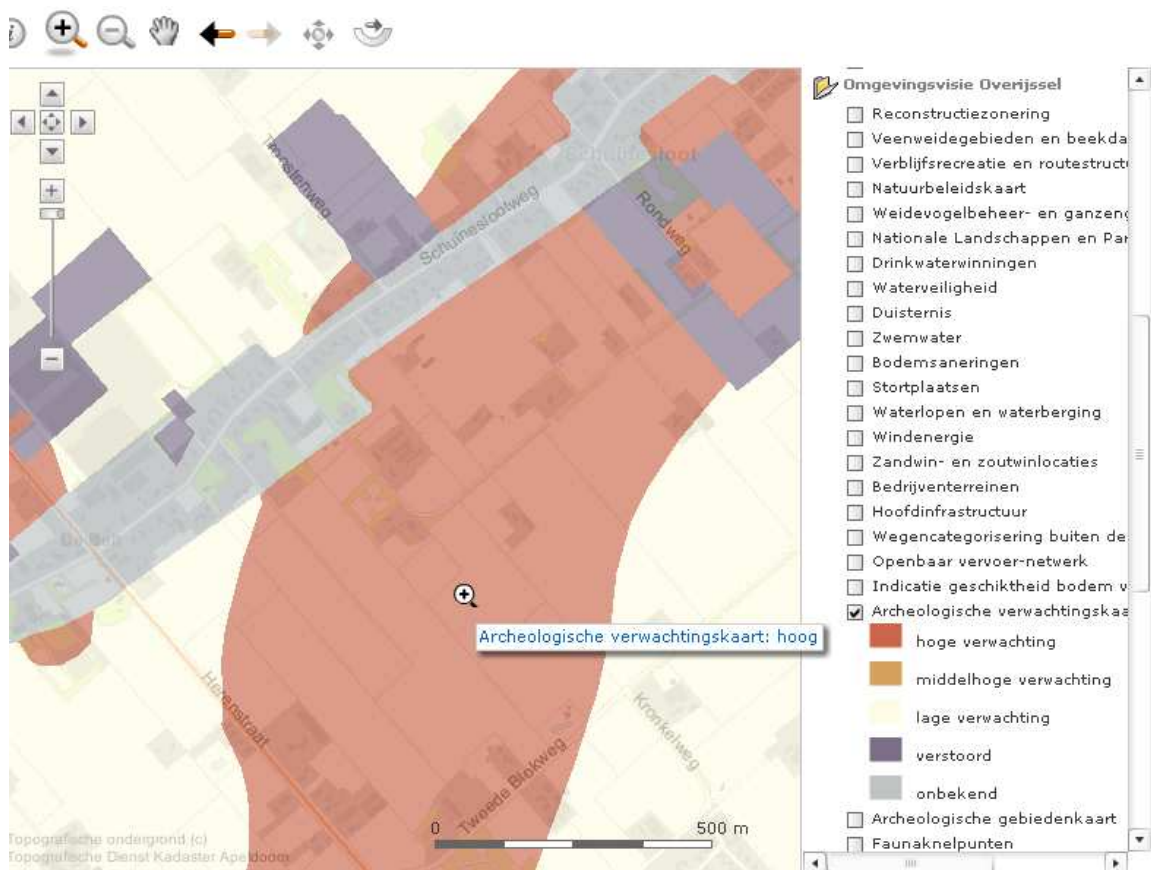 Omgevingsvisie Overijssel
Reconstructiezonering
Veenweidegebieden en beekda
Verblijfsrecreatie en routestruct
Natuurbeleidskaart
Weidevogelbeheer- en ganzeng
Nationale Landschappen en Par
Drinkwaterwinningen
Waterveiligheid
Duisternis
Zwemwater
Bodemsaneringen
Stortplaatsen
Waterlopen en waterberging
Windenergie
Zandwin- en zoutwinlocaties
Bedrijventerreinen
Hoofdinfrastructuur
Wegencategorisering buiten de
Openbaar vervoer-netwerk
Indicatie geschiktheid bodem v
Archeologische verwachtingskaa
hoge verwachting
middelhoge verwachting
lage verwachting
verstoord
onbekend
Archeologische gebiedenkaart
Faunaknelpunten
Schuineslootweg
Rondweg
Archeologische verwachtingskaart: hoog
Kronkelweg
Tweede Blokweg
0 500 m
Topografische ondergrond (c)
Topografische Dienst Kadaster Apeldoorn